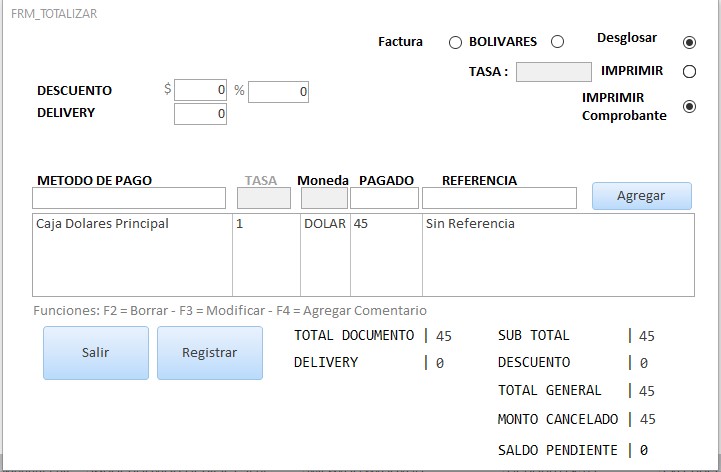 FRM_TOTALIZAR
Factura BOLIVARES Desglosar
TASA : IMPRIMIR
DESCUENTO $ 0 % 0
IMPRIMIR
Comprobante
DELIVERY 0
METODO DE PAGO TASA Moneda PAGADO REFERENCIA
Agregar
Caja Dolares Principal 1 DOLAR 45 Sin Referencia
Funciones: F2 = Borrar - F3 = Modificar - F4 = Agregar Comentario
Salir Registrar
TOTAL DOCUMENTO | 45 SUB TOTAL | 45
DELIVERY | 0 DESCUENTO | 0
TOTAL GENERAL | 45
MONTO CANCELADO | 45
SALDO PENDIENTE | 0